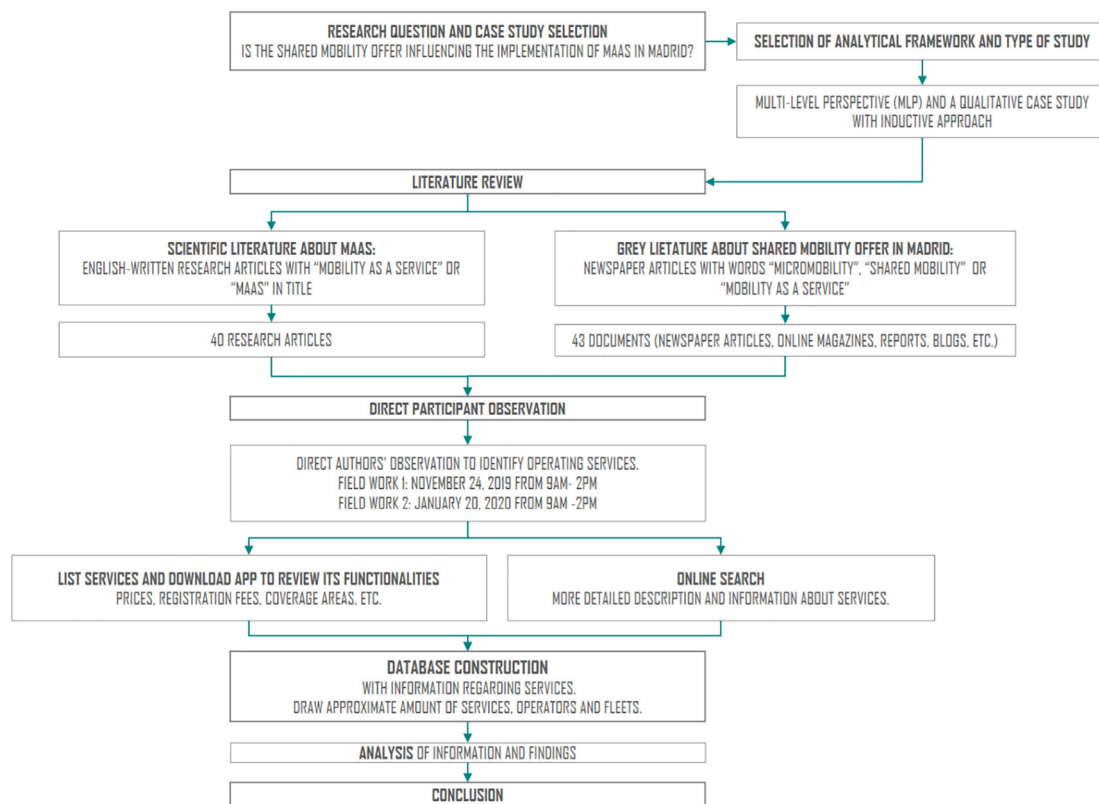 RESEARCH QUESTION AND CASE STUDY SELECTION
IS THE SHARED MOBILITY OFFER INFLUENCING THE IMPLEMENTATION OF MAAS IN MADRID?
SELECTION OF ANALYTICAL FRAMEWORK AND TYPE OF STUDY
MULTI-LEVEL PERSPECTIVE (MLP) AND A QUALITATIVE CASE STUDY
WITH INDUCTIVE APPROACH
LITERATURE REVIEW
SCIENTIFIC LITERATURE ABOUT MAAS:
ENGLISH-WRITTEN RESEARCH ARTICLES WITH “MOBILITY AS A SERVICE” OR
“MAAS” IN TITLE
GREY LIETATURE ABOUT SHARED MOBILITY OFFER IN MADRID:
NEWSPAPER ARTICLES WITH WORDS “MICROMOBILITY”, “SHARED MOBILITY” OR
“MOBILITY AS A SERVICE”
40 RESEARCH ARTICLES
43 DOCUMENTS (NEWSPAPER ARTICLES, ONLINE MAGAZINES, REPORTS, BLOGS, ETC.)
DIRECT PARTICIPANT OBSERVATION
DIRECT AUTHORS’ OBSERVATION TO IDENTIFY OPERATING SERVICES.
FIELD WORK 1: NOVEMBER 24, 2019 FROM 9AM- 2PM
FIELD WORK 2: JANUARY 20, 2020 FROM 9AM -2PM
LIST SERVICES AND DOWNLOAD APP TO REVIEW ITS FUNCTIONALITIES
PRICES, REGISTRATION FEES, COVERAGE AREAS, ETC.
ONLINE SEARCH
MORE DETAILED DESCRIPTION AND INFORMATION ABOUT SERVICES.
DATABASE CONSTRUCTION
WITH INFORMATION REGARDING SERVICES.
DRAW APPROXIMATE AMOUNT OF SERVICES, OPERATORS AND FLEETS.
ANALYSIS OF INFORMATION AND FINDINGS
CONCLUSION